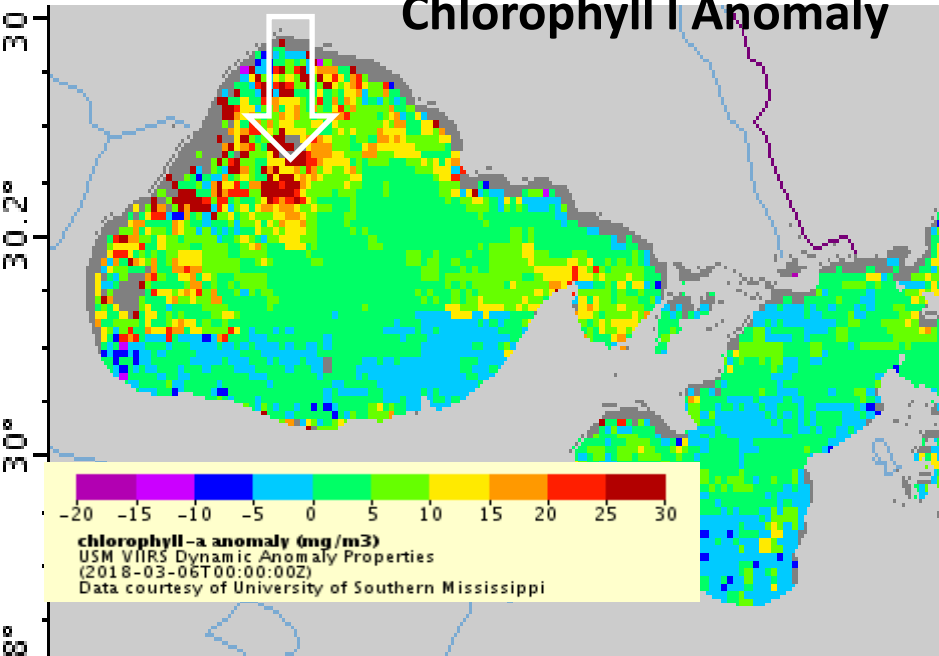 Chlorophyll l Anomaly
30
30.2°
30°
8°
-20 -15 -10 -5 0 5 10 15 20 25 30
chlorophyll-a anomaly (mg/m3)
USM VIIRS Dynamic Anomaly Properties
(2018-03-06T00:00:00Z)
Data courtesy of University of Southern Mississippi